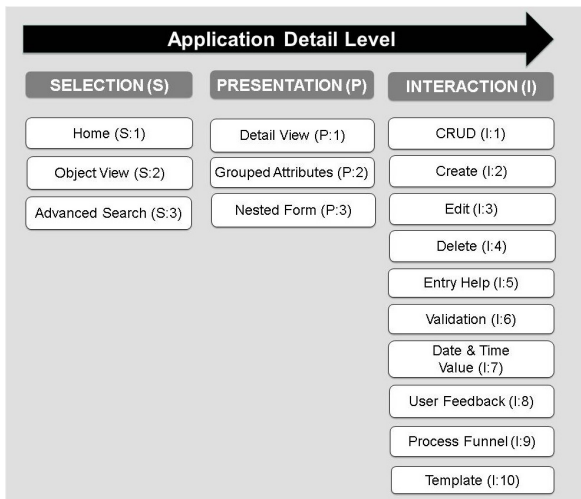 Application Detail Level
SELECTION (S)
PRESENTATION (P)
INTERACTION (I)
Home (S:1)
Object View (S:2)
Advanced Search (S:3)
Detail View (P:1)
Grouped Attributes (P:2)
Nested Form (P:3)
CRUD (I:1)
Create (I:2)
Edit (I:3)
Delete (I:4)
Entry Help (I:5)
Validation (I:6)
Date & Time
Value (I:7)
User Feedback (I:8)
Process Funnel (I:9)
Template (I:10)